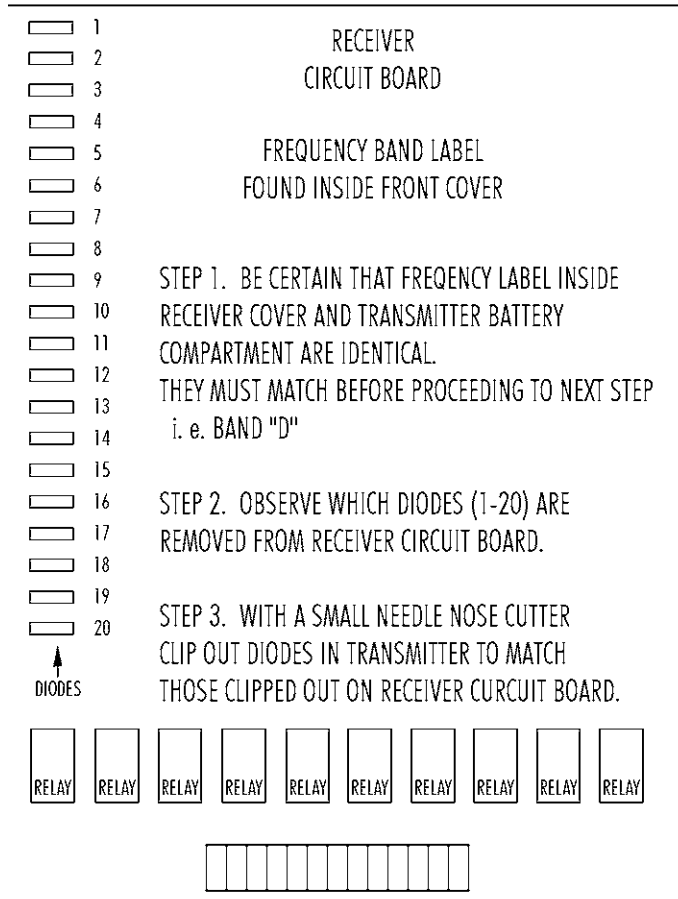 1
2
3
4
5
6
7
8
9
10
11
12
13
14
15
16
17
18
19
20
DIODES
RECEIVER
CIRCUIT BOARD
FREQUENCY BAND LABEL
FOUND INSIDE FRONT COVER
STEP 1. BE CERTAIN THAT FREQENCY LABEL INSIDE
RECEIVER COVER AND TRANSMITTER BATTERY
COMPARTMENT ARE IDENTICAL.
THEY MUST MATCH BEFORE PROCEEDING TO NEXT STEP
i. e. BAND "D"
STEP 2. OBSERVE WHICH DIODES (1-20) ARE
REMOVED FROM RECEIVER CIRCUIT BOARD.
STEP 3. WITH A SMALL NEEDLE NOSE CUTTER
CLIP OUT DIODES IN TRANSMITTER TO MATCH
THOSE CLIPPED OUT ON RECEIVER CURCUIT BOARD.
RELAY RELAY RELAY RELAY RELAY RELAY RELAY RELAY RELAY RELAY